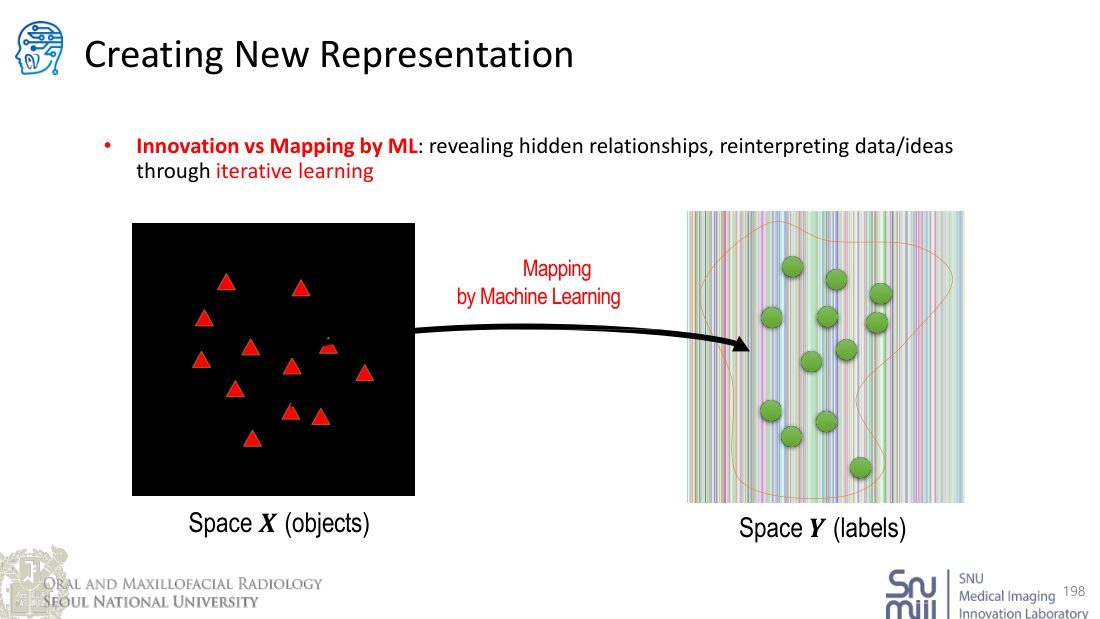 Creating New Representation
• Innovation vs Mapping by ML: revealing hidden relationships, reinterpreting data/ideas
through iterative learning
Mapping
by Machine Learning
Space X (objects)
Space Y (labels)
ORAL AND MAXILLOFACIAL RADIOLOGY
SEOUL NATIONAL UNIVERSITY
SNU
miil
SNU
Medical Imaging
Innovation Laboratory
198